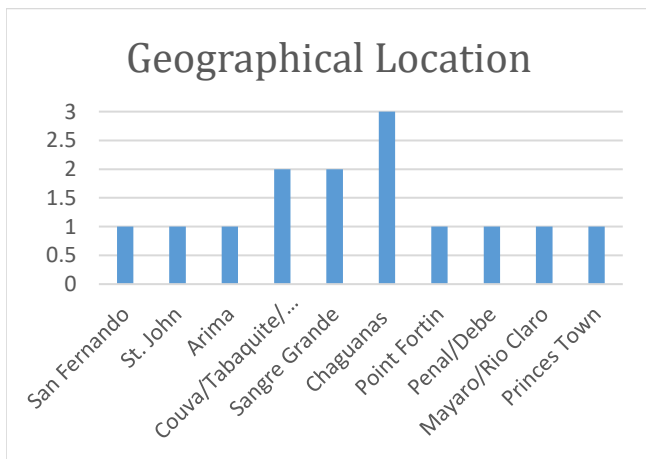 Geographical Location
3
2.5
2
1.5
1
0.5
0
San Fernando
St. John
Arima
Couva/Tabaquite/...
Sangre Grande
Chaguanas
Point Fortin
Penal/Debe
Mayaro/Rio Claro
Princes Town